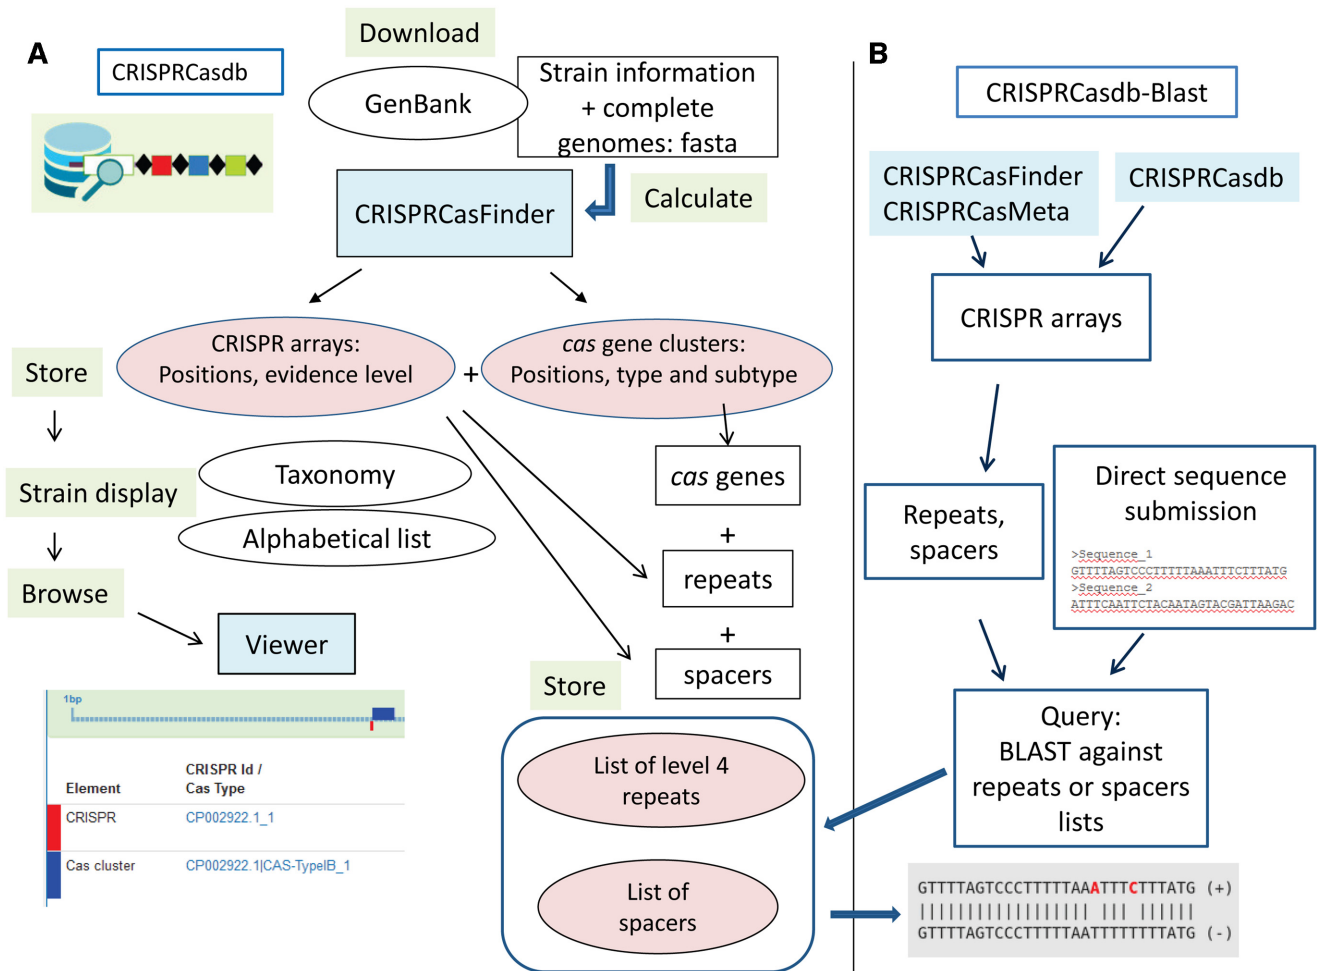 A
CRISPRCasdb
Download
GenBank
Strain information
+ complete
genomes: fasta
CRISPRCasFinder
Calculate
CRISPR arrays:
Positions, evidence level
+
cas gene clusters:
Positions, type and subtype
Store
Strain display
Browse
Taxonomy
Alphabetical list
Viewer
cas genes
+
repeats
+
spacers
Store
List of level 4
repeats
List of
spacers
1bp
Element
CRISPR Id /
Cas Type
CRISPR
CP002922.1_1
Cas cluster
CP002922.1|CAS-TypeIB_1
B
CRISPRCasdb-Blast
CRISPRCasFinder
CRISPRCasMeta
CRISPRCasdb
CRISPR arrays
Repeats,
spacers
Direct sequence
submission
>Sequence_1
GTTTTAGTCCCTTTTTAAATTTCTTTATG
>Sequence_2
ATTTCAATTCTACAATAGTACGATTAAGAC
Query:
BLAST against
repeats or spacers
lists
GTTTTAGTCCCTTTTTAAATTTCTTTATG (+)
GTTTTAGTCCCTTTTTAATTTTTTTTATG (-)